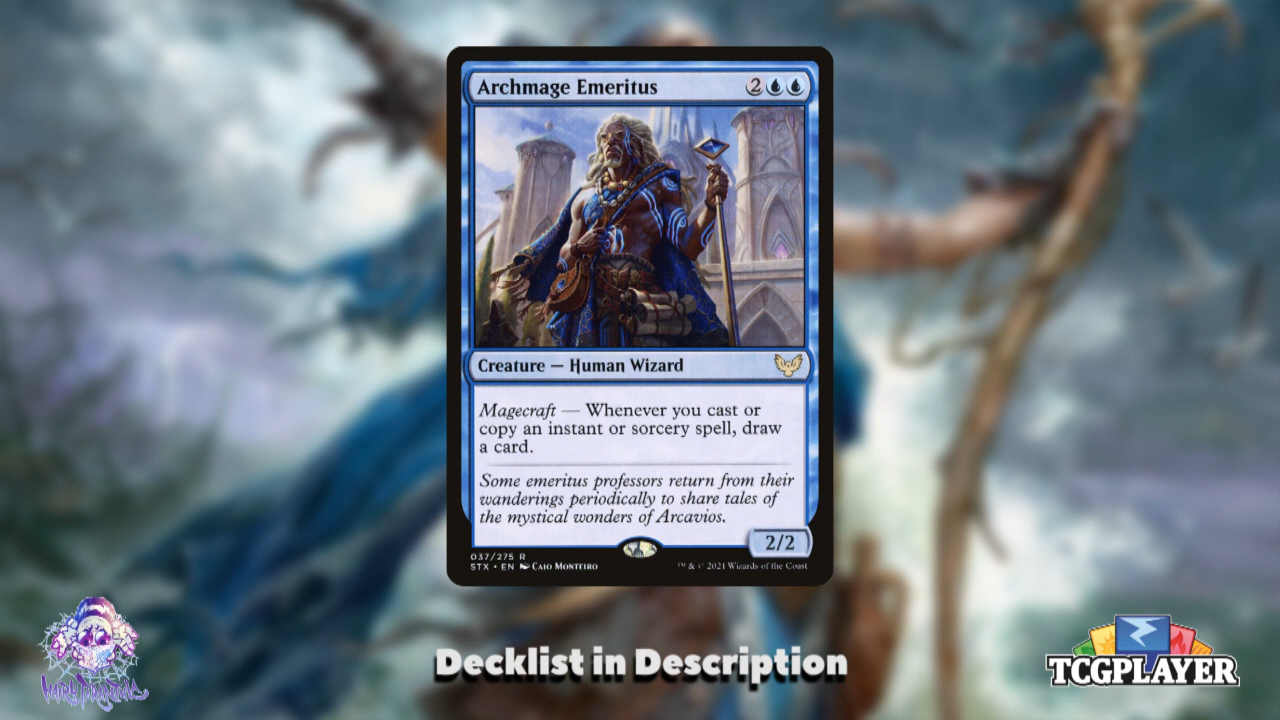 Archmage Emeritus 2
Creature — Human Wizard
Magecraft — Whenever you cast or
copy an instant or sorcery spell, draw
a card.
Some emeritus professors return from their
wanderings periodically to share tales of
the mystical wonders of Arcavios.
2/2
037/275 R
STX • EN Caio Monteiro
™ & © 2021 Wizards of the Coast
Decklist in Description
TCGPLAYER